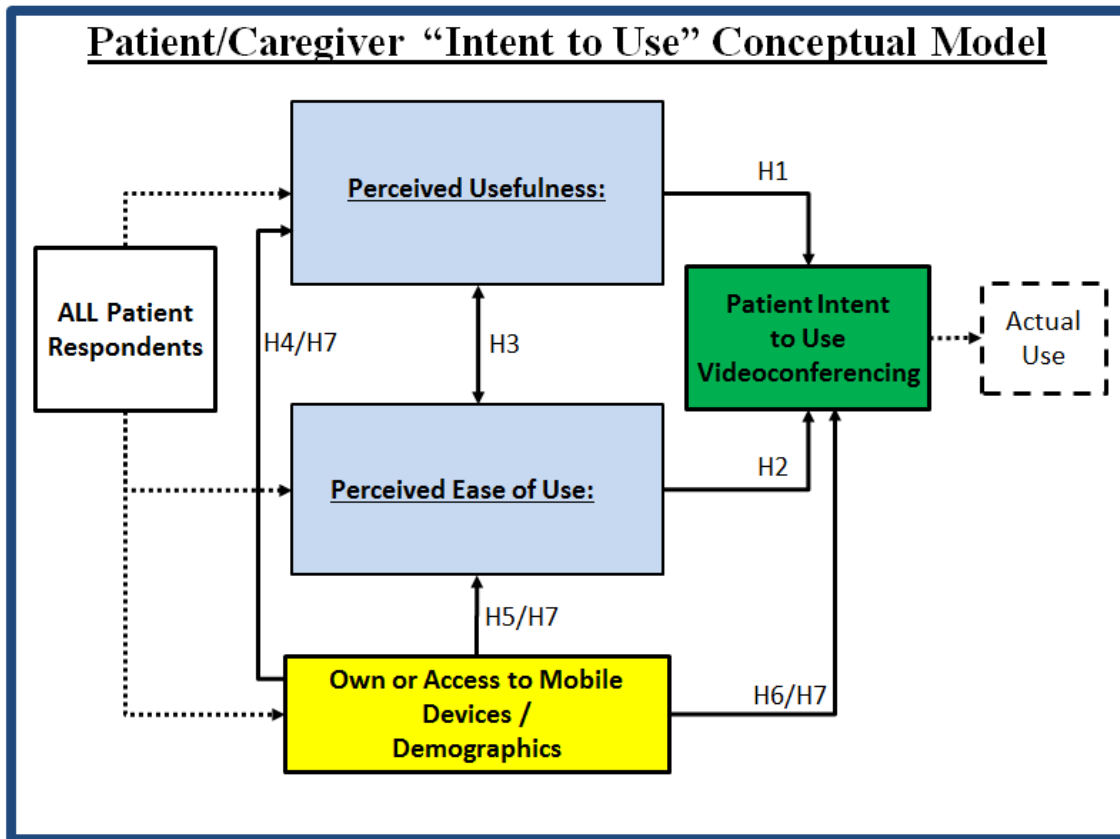 Patient/Caregiver “Intent to Use” Conceptual Model
Perceived Usefulness:
H1
ALL Patient
Respondents
H4/H7
H3
Patient Intent
to Use
Videoconferencing
Actual
Use
Perceived Ease of Use:
H2
H5/H7
Own or Access to Mobile
Devices /
Demographics
H6/H7